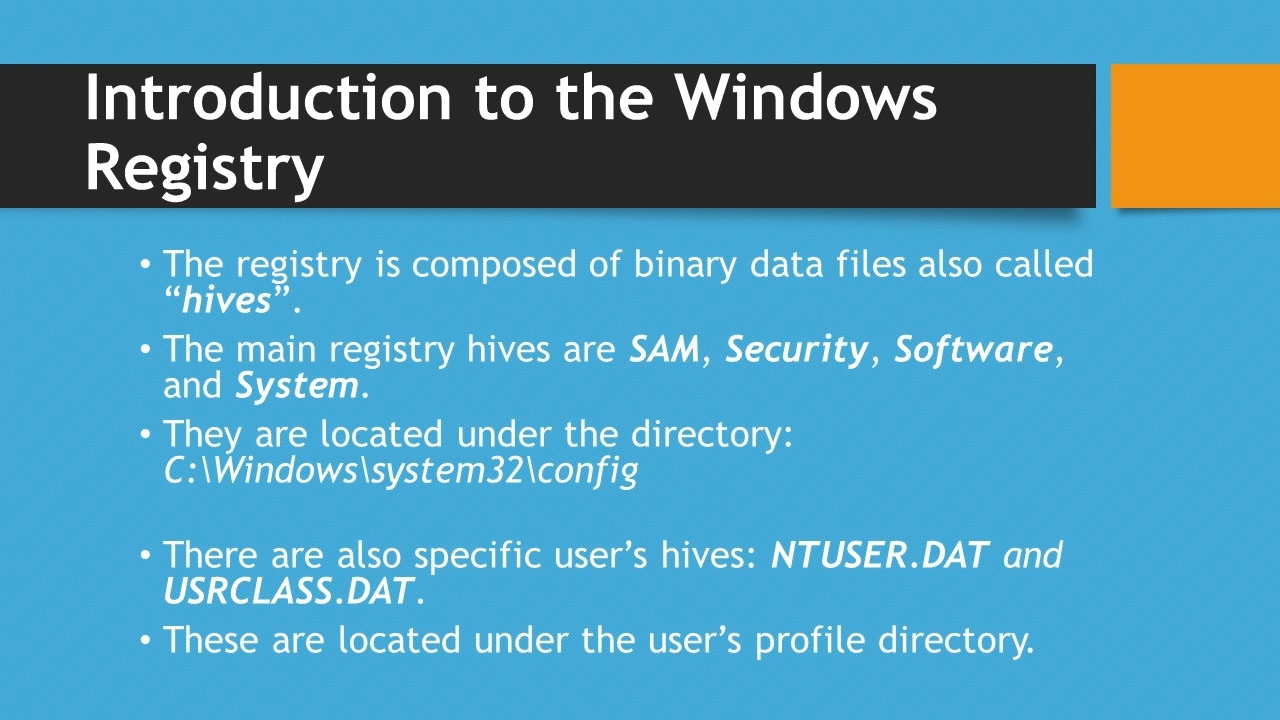 Introduction to the Windows
Registry
• The registry is composed of binary data files also called
“hives”.
• The main registry hives are SAM, Security, Software,
and System.
• They are located under the directory:
C:\Windows\system32\config
• There are also specific user’s hives: NTUSER.DAT and
USRCLASS.DAT.
• These are located under the user’s profile directory.